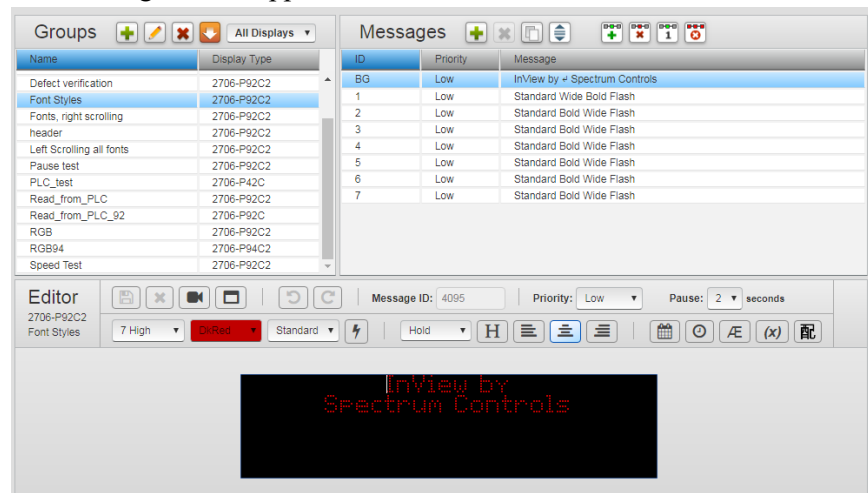 Groups
All Displays
Name Display Type
Defect verification 2706-P92C2
Font Styles 2706-P92C2
Fonts, right scrolling 2706-P92C2
header 2706-P92C2
Left Scrolling all fonts 2706-P92C2
Pause test 2706-P92C2
PLC_test 2706-P42C
Read_from_PLC 2706-P92C2
Read_from_PLC_92 2706-P92C
RGB 2706-P92C2
RGB94 2706-P94C2
Speed Test 2706-P92C2
Messages
1
ID Priority Message
BG Low InView by ↵ Spectrum Controls
1 Low Standard Wide Bold Flash
2 Low Standard Bold Wide Flash
3 Low Standard Bold Wide Flash
4 Low Standard Bold Wide Flash
5 Low Standard Bold Wide Flash
6 Low Standard Bold Wide Flash
7 Low Standard Bold Wide Flash
Editor
2706-P92C2
Font Styles
Message ID: 4095 Priority: Low Pause: 2 seconds
7 High DkRed Standard Hold H Æ (x) 配
InView by
Spectrum Controls